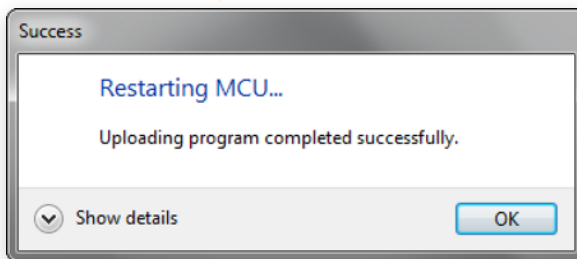 Success
Restarting MCU...
Uploading program completed successfully.
Show details
OK